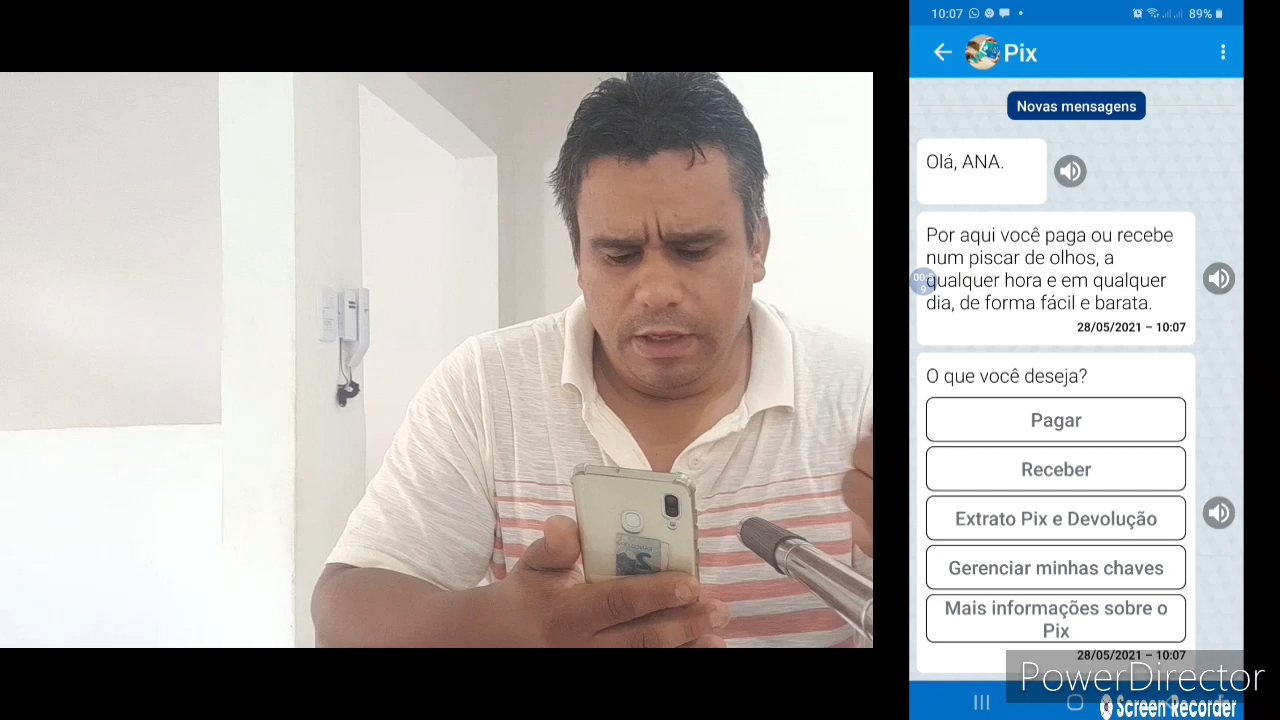 10:07
89%
Pix
Novas mensagens
Olá, ANA.
Por aqui você paga ou recebe
num piscar de olhos, a
qualquer hora e em qualquer
dia, de forma fácil e barata.
28/05/2021 – 10:07
O que você deseja?
Pagar
Receber
Extrato Pix e Devolução
Gerenciar minhas chaves
Mais informações sobre o
Pix
28/05/2021 – 10:07
PowerDirector
Screen Recorder